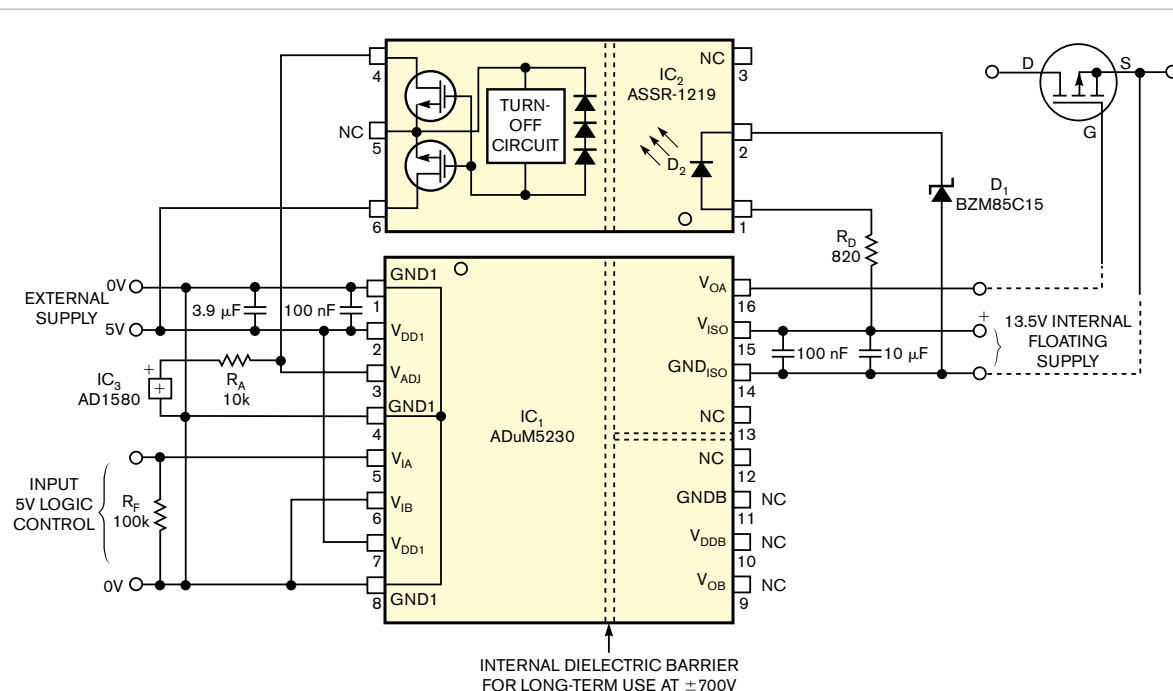 4
NC
5
6
TURN-
OFF
CIRCUIT
IC2
ASSR-1219
D2
NC
3
2
1
D
S
G
D1
BZM85C15
RD
820
EXTERNAL
SUPPLY
0V
5V
3.9 μF
100 nF
IC3
AD1580
+
+
RA
10k
INPUT
5V LOGIC
CONTROL
RF
100k
0V
GND1
1
VDD1
2
VADJ
3
GND1
4
VIA
5
VIB
6
VDD1
7
8
GND1
IC1
ADuM5230
VOA
16
VISO
15
GNDISO
14
NC
13
NC
12
GNDB
NC
11
VDDB
NC
10
VOB
NC
9
100 nF
10 μF
+
13.5V INTERNAL
FLOATING
SUPPLY
INTERNAL DIELECTRIC BARRIER
FOR LONG-TERM USE AT ±700V